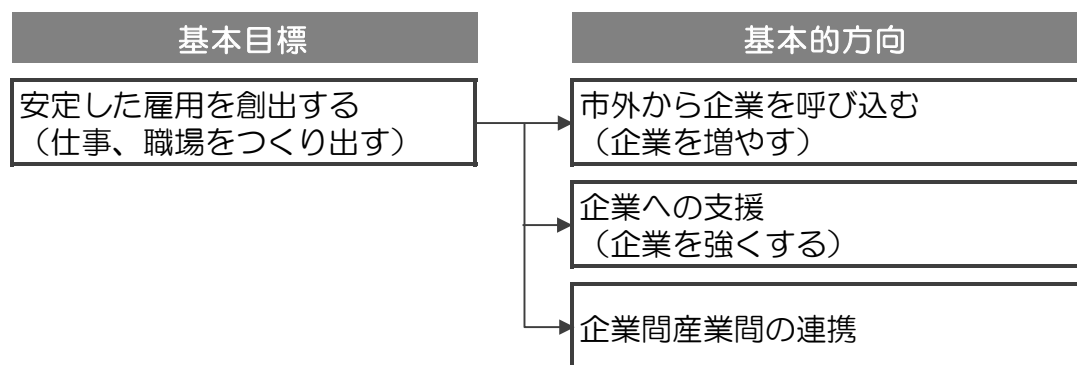 基本目標
基本的方向
安定した雇用を創出する
（仕事、職場をつくり出す）
市外から企業を呼び込む
（企業を増やす）
企業への支援
（企業を強くする）
企業間産業間の連携